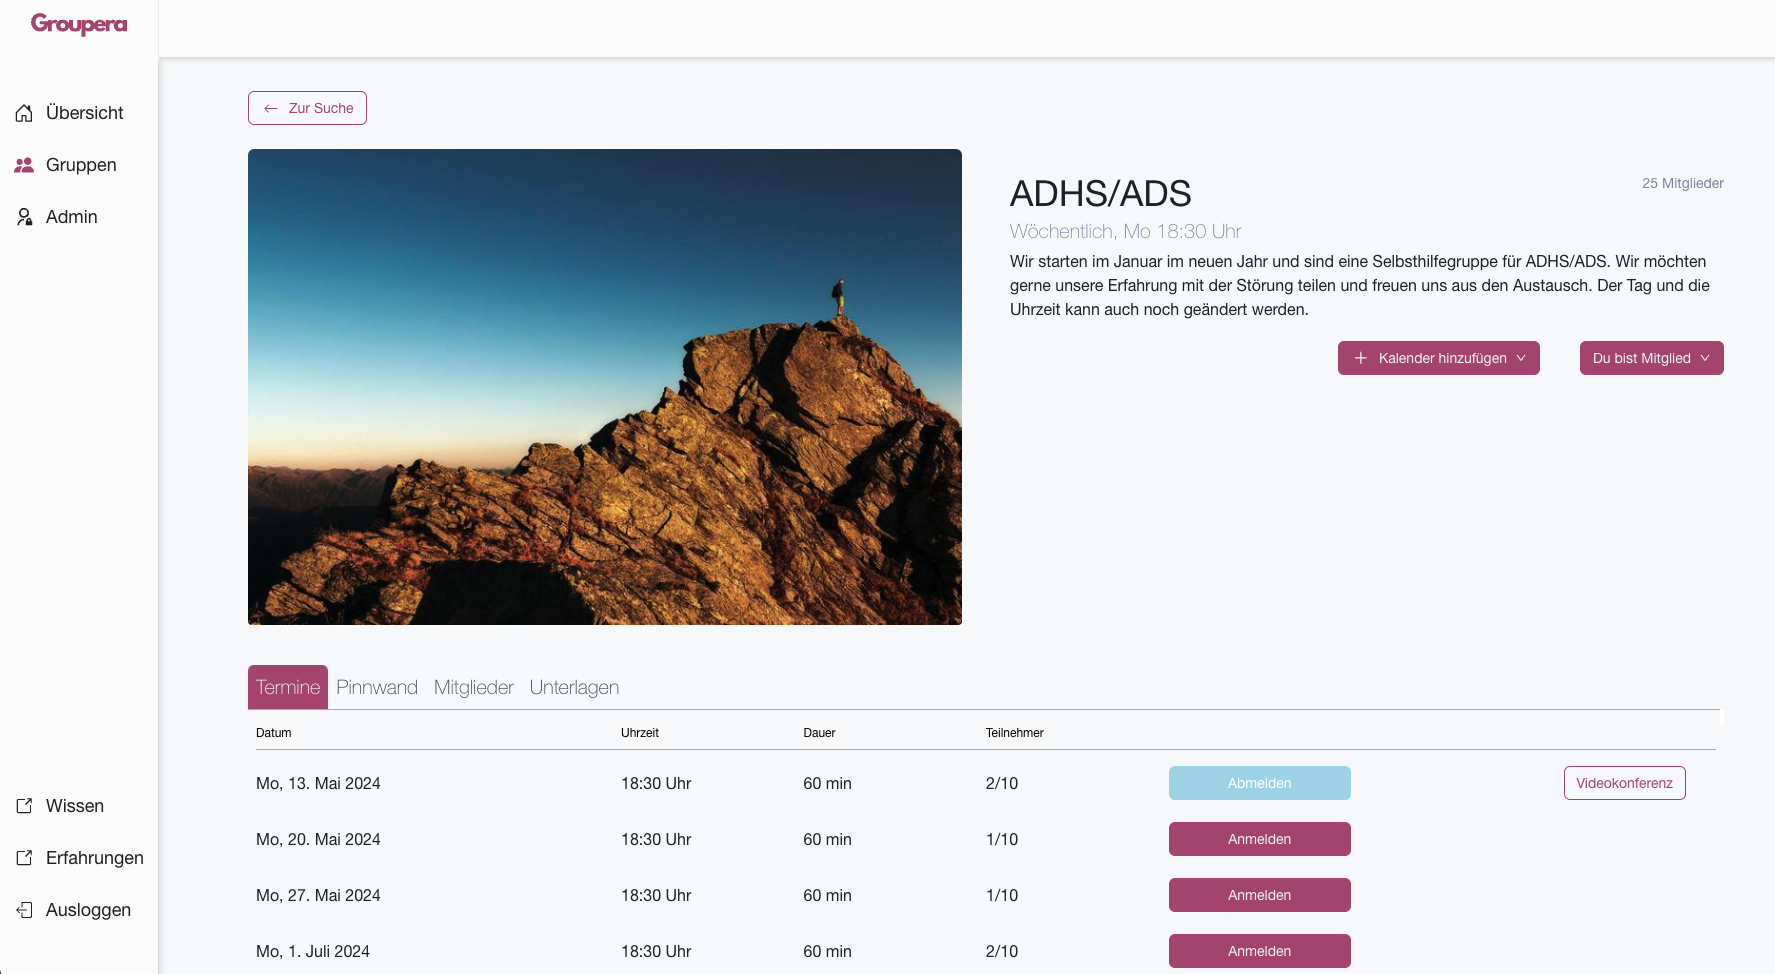 Groupera
Übersicht
Gruppen
Admin
Wissen
Erfahrungen
Ausloggen
Zur Suche
ADHS/ADS
25 Mitglieder
Wöchentlich, Mo 18:30 Uhr
Wir starten im Januar im neuen Jahr und sind eine Selbsthilfegruppe für ADHS/ADS. Wir möchten
gerne unsere Erfahrung mit der Störung teilen und freuen uns aus den Austausch. Der Tag und die
Uhrzeit kann auch noch geändert werden.
Kalender hinzufügen Du bist Mitglied
Termine Pinnwand Mitglieder Unterlagen
Datum Uhrzeit Dauer Teilnehmer
Mo, 13. Mai 2024 18:30 Uhr 60 min 2/10 Abmelden Videokonferenz
Mo, 20. Mai 2024 18:30 Uhr 60 min 1/10 Anmelden
Mo, 27. Mai 2024 18:30 Uhr 60 min 1/10 Anmelden
Mo, 1. Juli 2024 18:30 Uhr 60 min 2/10 Anmelden